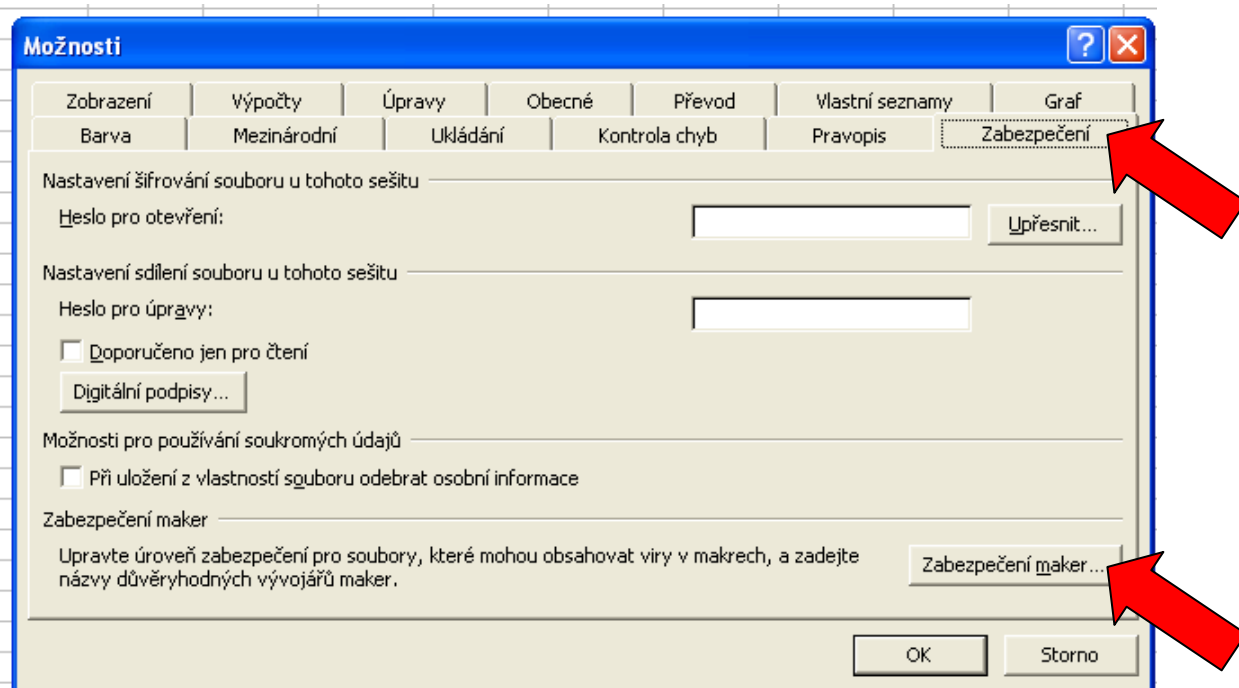 Možnosti
Zobrazení Výpočty Úpravy Obecné Převod Vlastní seznamy Graf
Barva Mezinárodní Ukládání Kontrola chyb Pravopis Zabezpečení
Nastavení šifrování souboru u tohoto sešitu
Heslo pro otevření: Upřesnit...
Nastavení sdílení souboru u tohoto sešitu
Heslo pro úpravy:
Doporučeno jen pro čtení
Digitální podpisy...
Možnosti pro používání soukromých údajů
Při uložení z vlastností souboru odebrat osobní informace
Zabezpečení maker
Upravte úroveň zabezpečení pro soubory, které mohou obsahovat viry v makrech, a zadejte
názvy důvěryhodných vývojářů maker.
Zabezpečení maker...
OK Storno